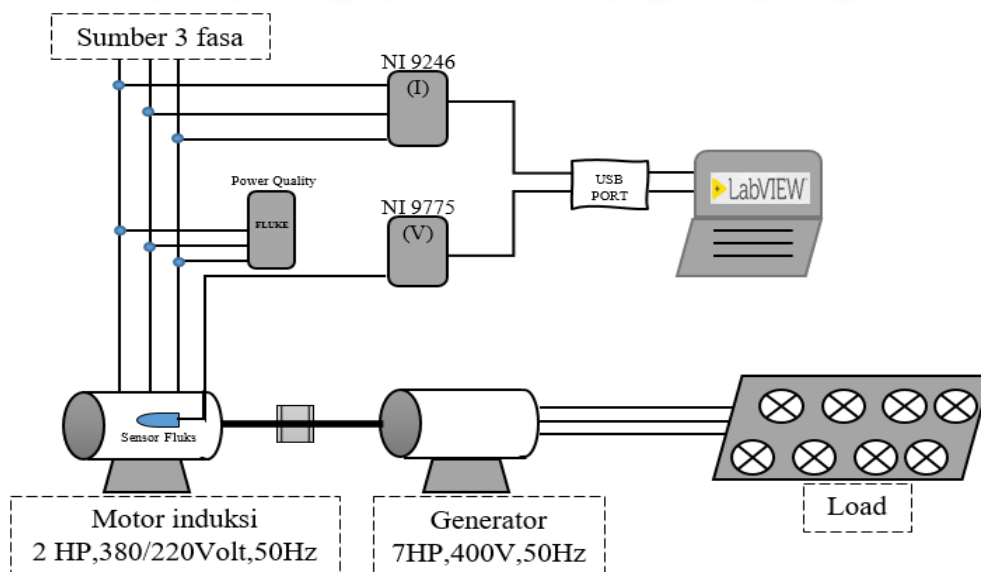 Sumber 3 fasa
NI 9246
(I)
Power Quality
FLUKE
NI 9775
(V)
USB
PORT
LabVIEW
Sensor Fluks
Motor induksi
2 HP,380/220Volt,50Hz
Generator
7HP,400V,50Hz
Load